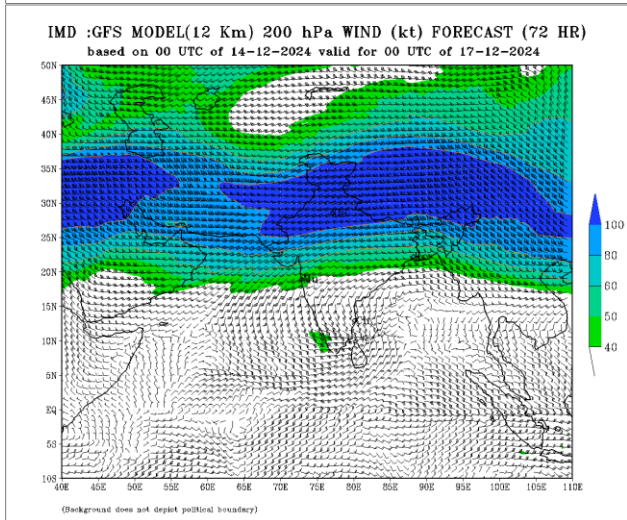 IMD :GFS MODEL(12 Km) 200 hPa WIND (kt) FORECAST (72 HR)
based on 00 UTC of 14-12-2024 valid for 00 UTC of 17-12-2024
50N
45N
40N
35N
30N
25N
20N
15N
10N
5N
EQ
5S
10S
40E 45E 50E 55E 60E 65E 70E 75E 80E 85E 90E 95E 100E 105E 110E
100
80
60
50
40
(Background does not depict political boundary)